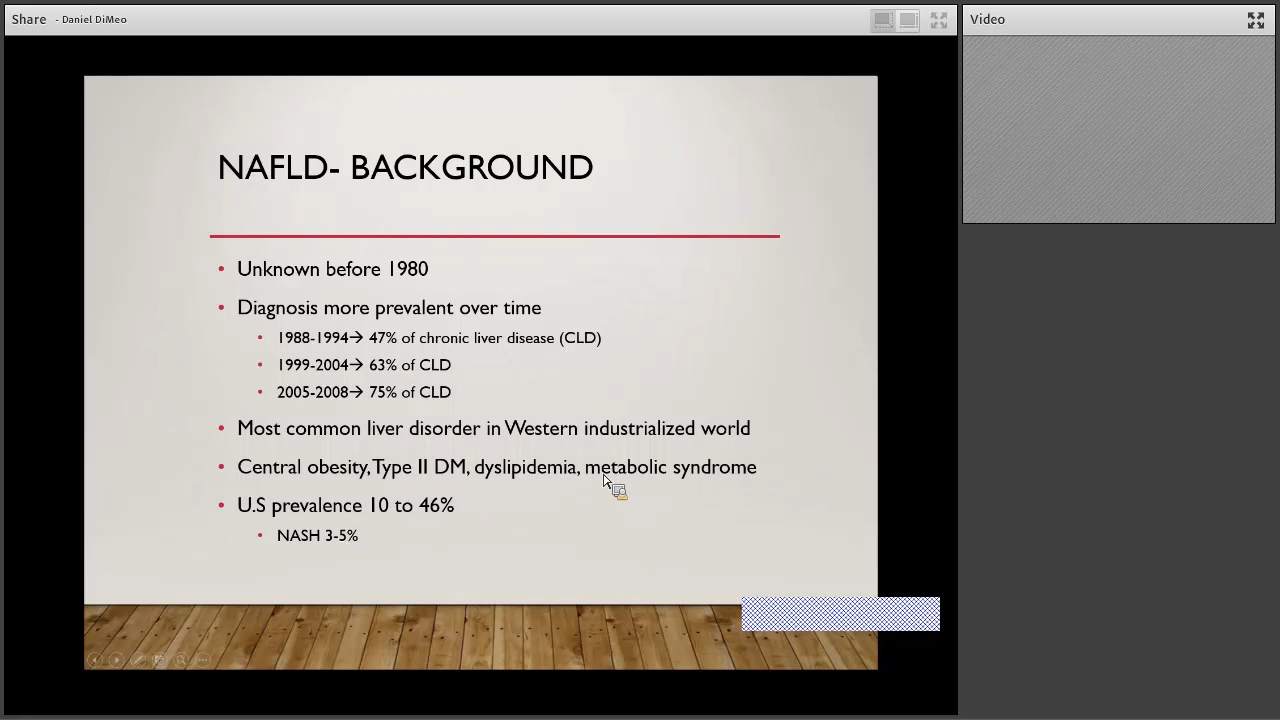 Share - Daniel DiMeo
Video
NAFLD- BACKGROUND
• Unknown before 1980
• Diagnosis more prevalent over time
• 1988-1994→ 47% of chronic liver disease (CLD)
• 1999-2004→ 63% of CLD
• 2005-2008→ 75% of CLD
• Most common liver disorder in Western industrialized world
• Central obesity, Type II DM, dyslipidemia, metabolic syndrome
• U.S prevalence 10 to 46%
• NASH 3-5%